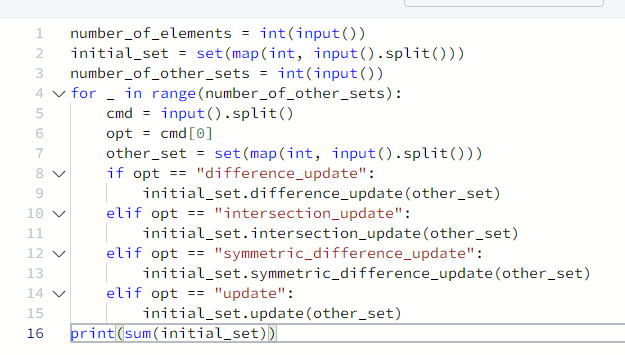 1 number_of_elements = int(input())
2 initial_set = set(map(int, input().split()))
3 number_of_other_sets = int(input())
4 for _ in range(number_of_other_sets):
5     cmd = input().split()
6     opt = cmd[0]
7     other_set = set(map(int, input().split()))
8     if opt == "difference_update":
9         initial_set.difference_update(other_set)
10     elif opt == "intersection_update":
11         initial_set.intersection_update(other_set)
12     elif opt == "symmetric_difference_update":
13         initial_set.symmetric_difference_update(other_set)
14     elif opt == "update":
15         initial_set.update(other_set)
16 print(sum(initial_set))